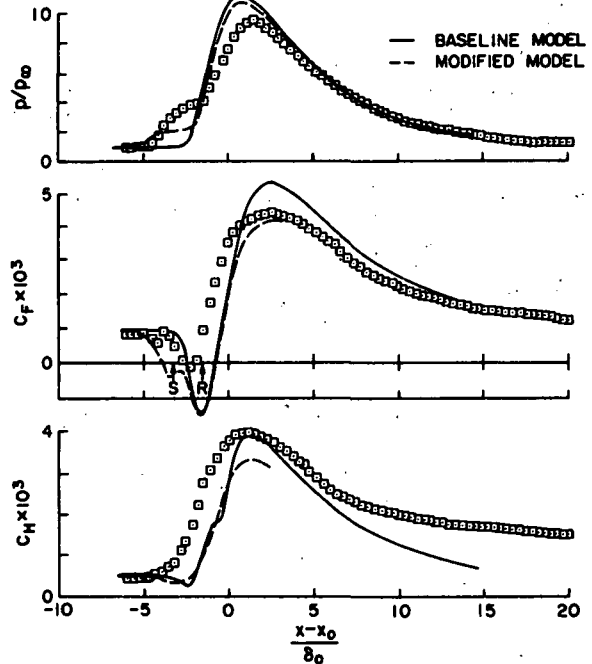 10
— BASELINE MODEL
-- MODIFIED MODEL
p/p∞
0
5
C_F × 10³
0
S R
4
C_H × 10³
0
-10 -5 0 5 10 15 20
x-x₀
δ₀